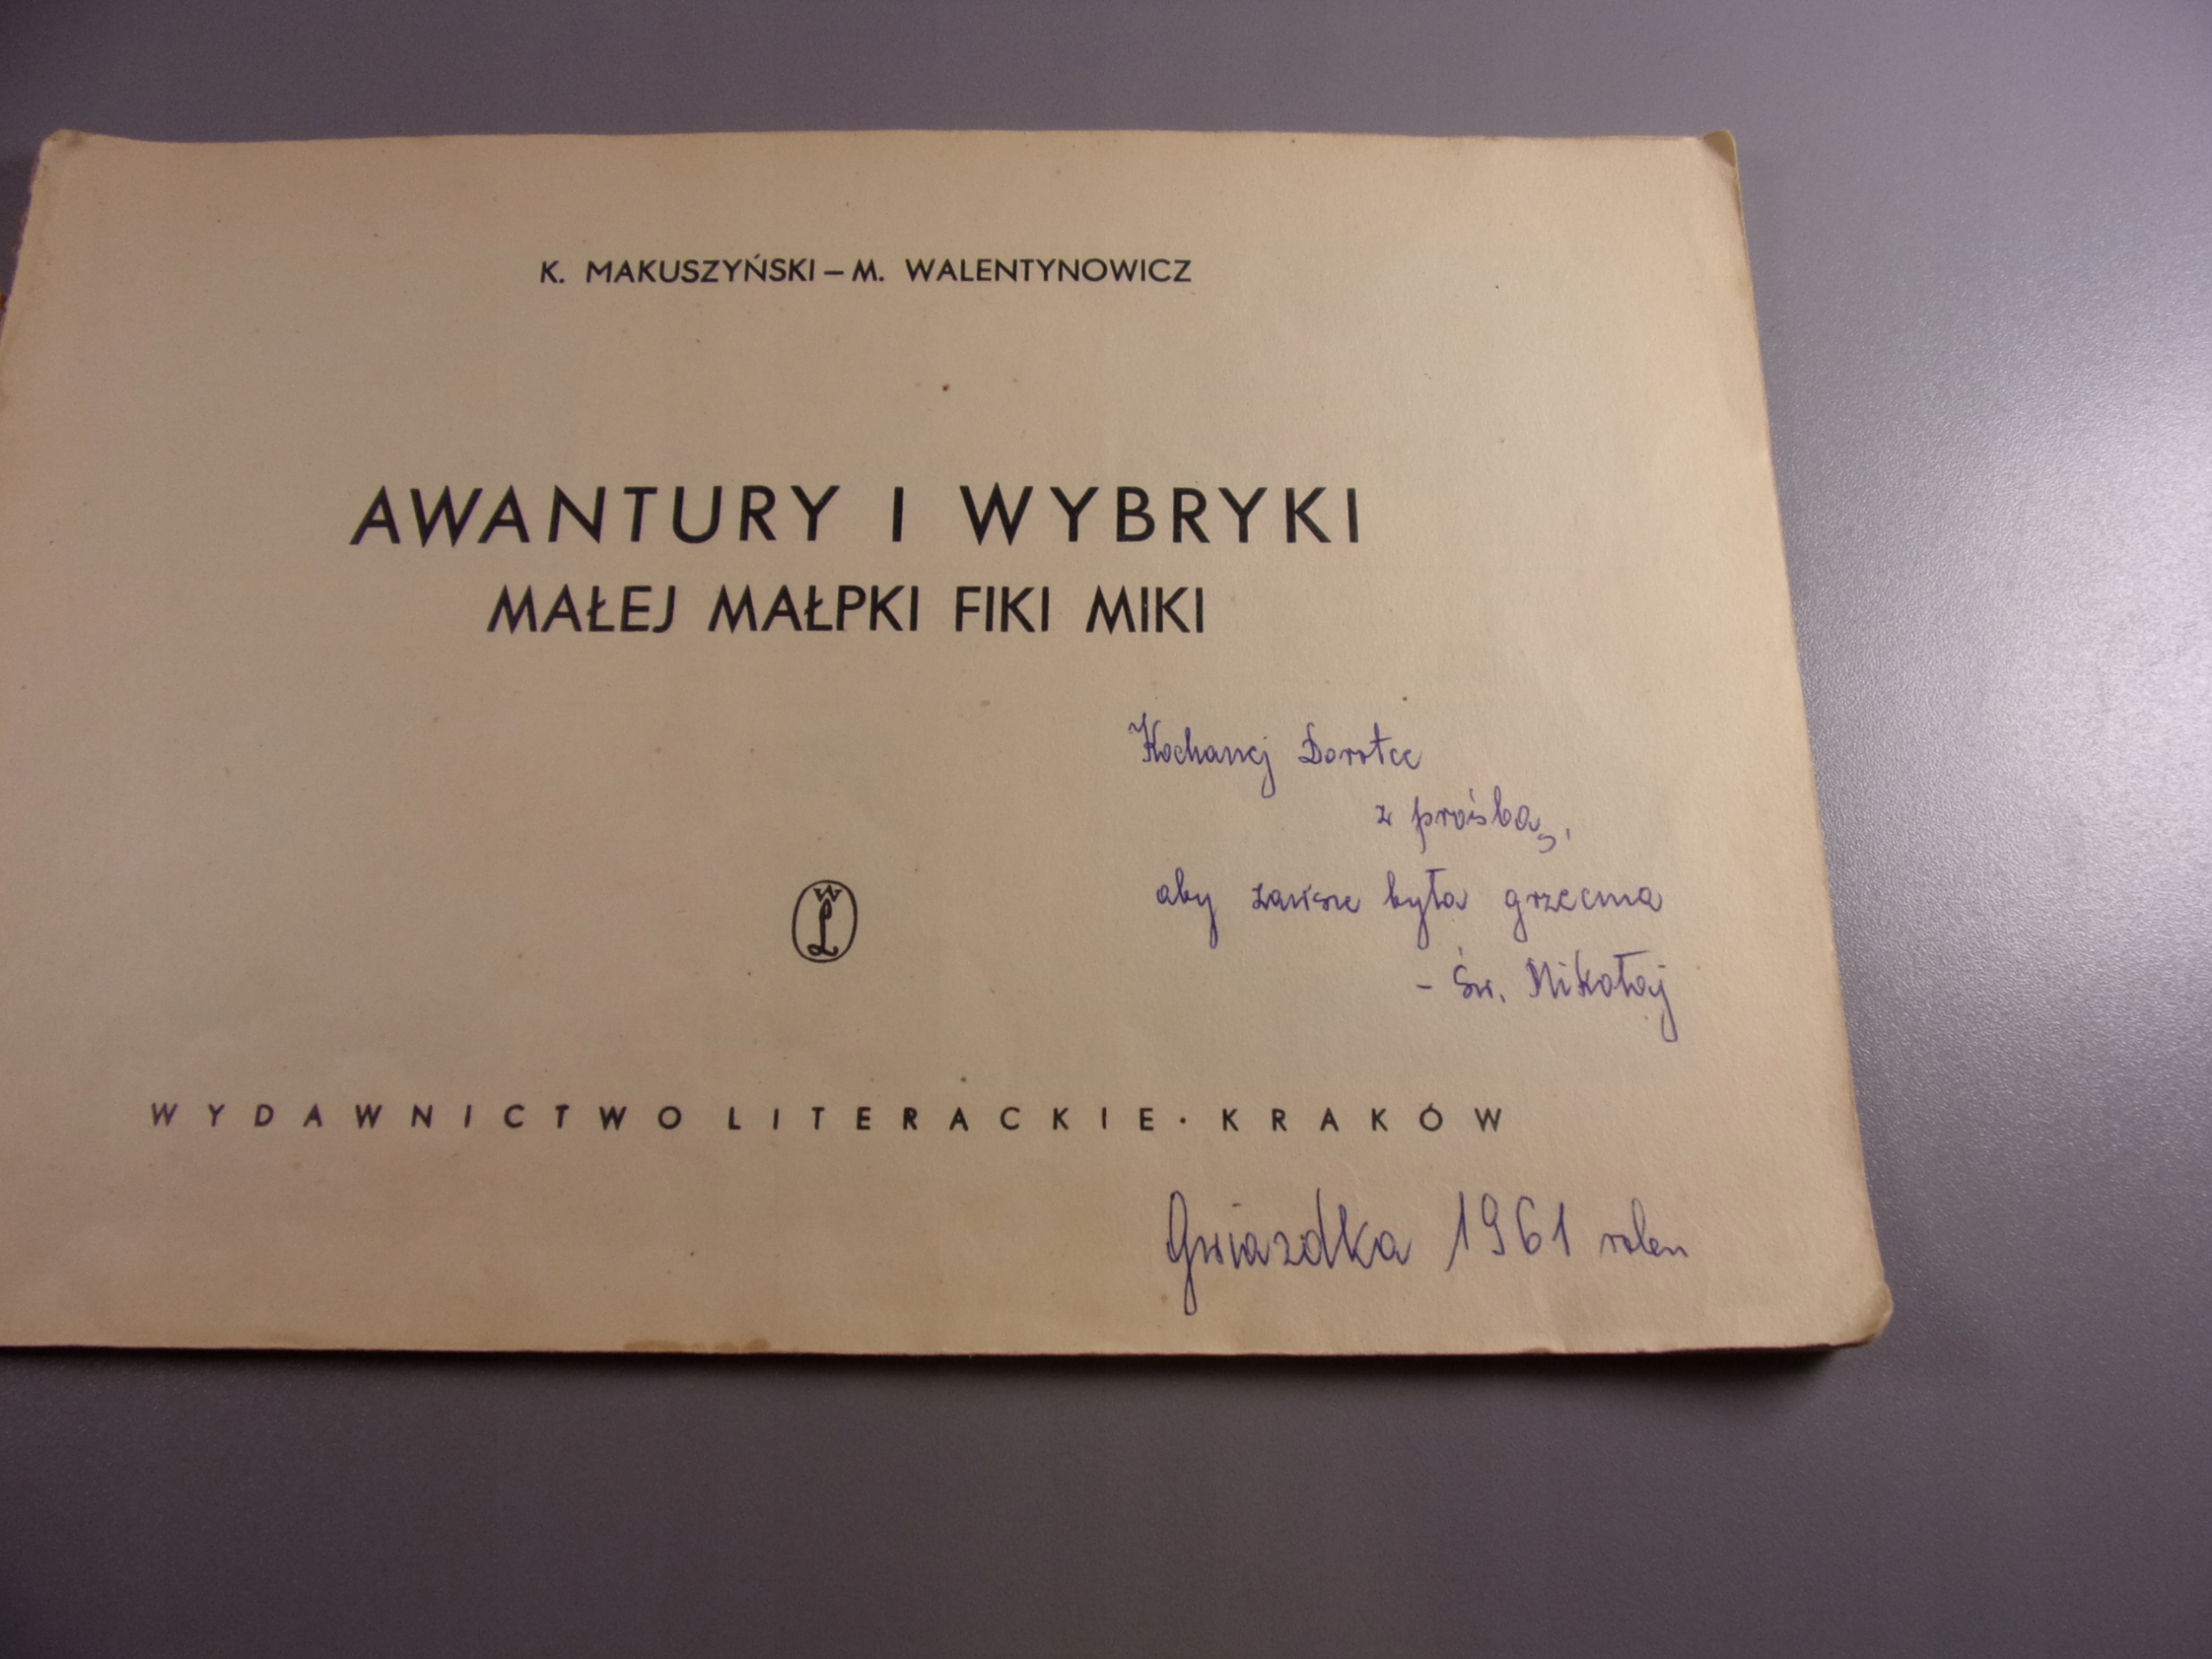 K. MAKUSZYŃSKI – M. WALENTYNOWICZ
AWANTURY I WYBRYKI
MAŁEJ MAŁPKI FIKI MIKI
Kochanej Dorotce
z prośbą,
aby zawsze była grzeczna
- Św. Mikołaj
WL
WYDAWNICTWO LITERACKIE · KRAKÓW
Gwiazdka 1961